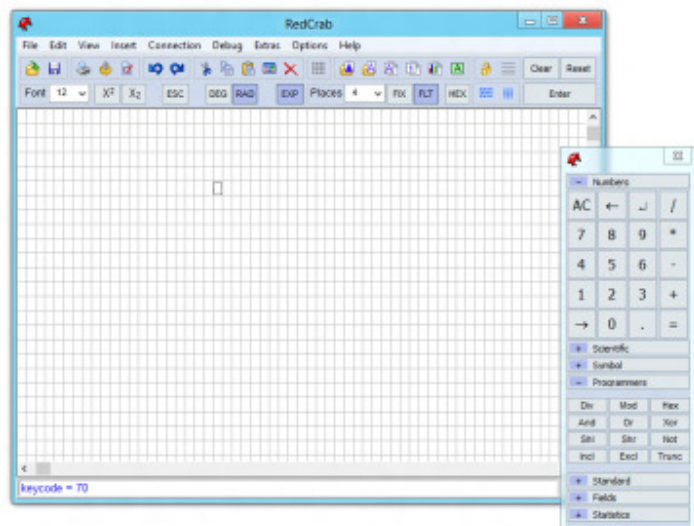 RedCrab
File Edit View Insert Connection Debug Extras Options Help
Clear Reset
Font 12 X² X₂ ESC DEG RAD EXP Places 4 FIX FLT HEX Enter
keycode = 70
Numbers
AC ← ↵ /
7 8 9 *
4 5 6 -
1 2 3 +
→ 0 . =
+ Scientific
+ Symbol
- Programmers
Div Mod Hex
And Or Xor
Shl Shr Not
Incl Excl Trunc
+ Standard
+ Fields
+ Statistics